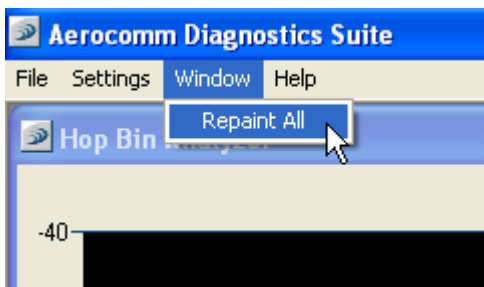 Aerocomm Diagnostics Suite
File Settings Window Help
Repaint All
Hop Bin
-40